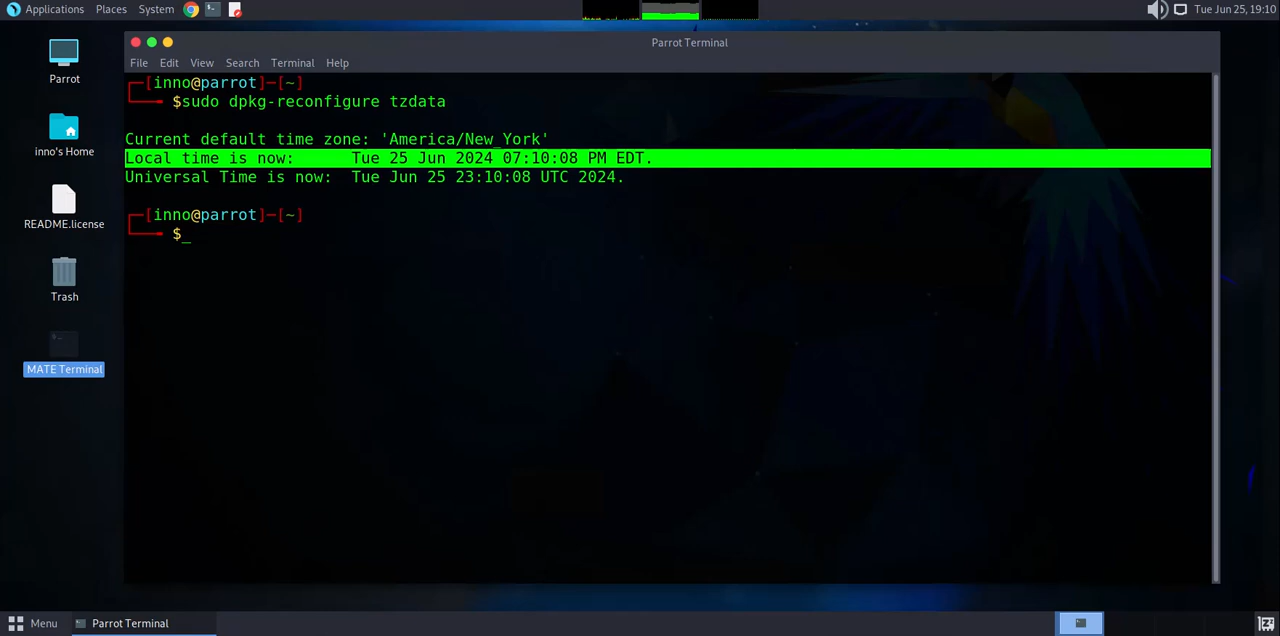 Applications Places System
Tue Jun 25, 19:10
Parrot Terminal
File Edit View Search Terminal Help
Parrot
inno's Home
README.license
Trash
MATE Terminal
┌─[inno@parrot]─[~]
└──╼ $sudo dpkg-reconfigure tzdata
Current default time zone: 'America/New_York'
Local time is now:      Tue 25 Jun 2024 07:10:08 PM EDT.
Universal Time is now:  Tue Jun 25 23:10:08 UTC 2024.
┌─[inno@parrot]─[~]
└──╼ $_
Menu
Parrot Terminal